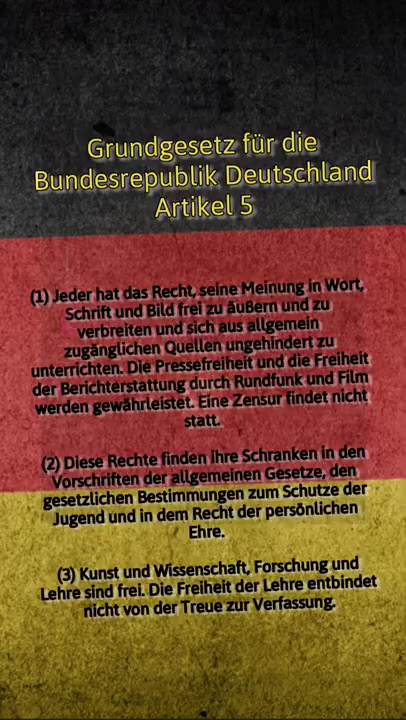 Grundgesetz für die
Bundesrepublik Deutschland
Artikel 5
(1) Jeder hat das Recht, seine Meinung in Wort,
Schrift und Bild frei zu äußern und zu
verbreiten und sich aus allgemein
zugänglichen Quellen ungehindert zu
unterrichten. Die Pressefreiheit und die Freiheit
der Berichterstattung durch Rundfunk und Film
werden gewährleistet. Eine Zensur findet nicht
statt.
(2) Diese Rechte finden ihre Schranken in den
Vorschriften der allgemeinen Gesetze, den
gesetzlichen Bestimmungen zum Schutze der
Jugend und in dem Recht der persönlichen
Ehre.
(3) Kunst und Wissenschaft, Forschung und
Lehre sind frei. Die Freiheit der Lehre entbindet
nicht von der Treue zur Verfassung.